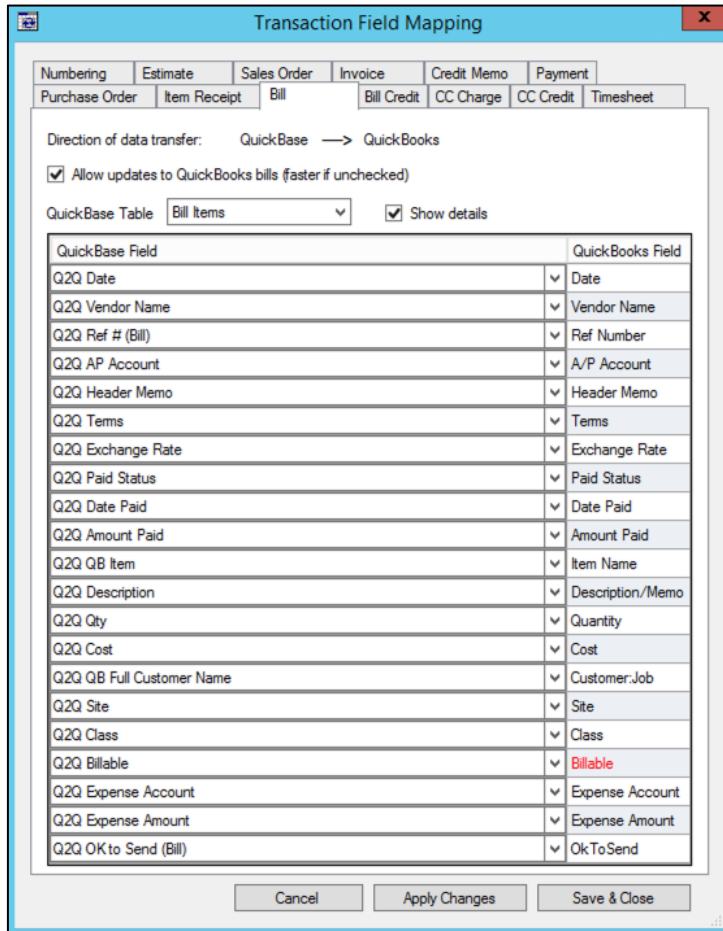 Transaction Field Mapping
x
Numbering Estimate Sales Order Invoice Credit Memo Payment
Purchase Order Item Receipt Bill Bill Credit CC Charge CC Credit Timesheet
Direction of data transfer: QuickBase —> QuickBooks
Allow updates to QuickBooks bills (faster if unchecked)
QuickBase Table Bill Items Show details
QuickBase Field QuickBooks Field
Q2Q Date Date
Q2Q Vendor Name Vendor Name
Q2Q Ref # (Bill) Ref Number
Q2Q AP Account A/P Account
Q2Q Header Memo Header Memo
Q2Q Terms Terms
Q2Q Exchange Rate Exchange Rate
Q2Q Paid Status Paid Status
Q2Q Date Paid Date Paid
Q2Q Amount Paid Amount Paid
Q2Q QB Item Item Name
Q2Q Description Description/Memo
Q2Q Qty Quantity
Q2Q Cost Cost
Q2Q QB Full Customer Name Customer:Job
Q2Q Site Site
Q2Q Class Class
Q2Q Billable Billable
Q2Q Expense Account Expense Account
Q2Q Expense Amount Expense Amount
Q2Q OK to Send (Bill) OkToSend
Cancel Apply Changes Save & Close